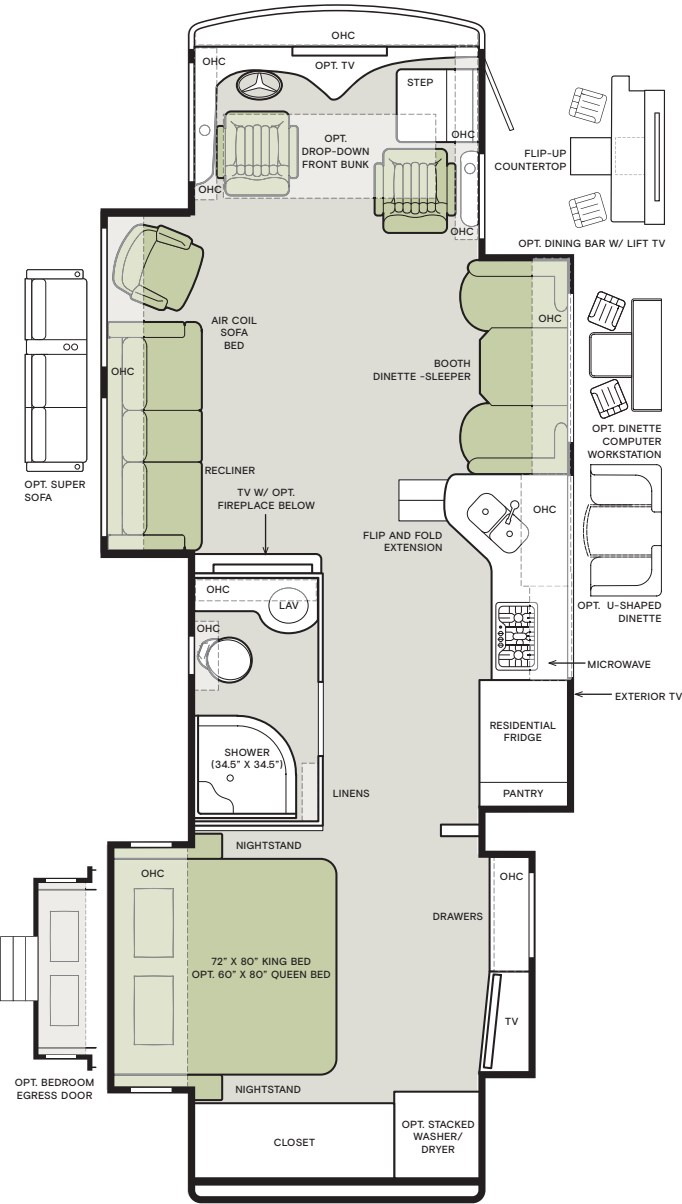 OHC
OHC
OPT. TV
STEP
OHC
OPT.
DROP-DOWN
FRONT BUNK
FLIP-UP
COUNTERTOP
OHC
OHC
OPT. DINING BAR W/ LIFT TV
AIR COIL
SOFA
BED
OHC
OHC
BOOTH
DINETTE -SLEEPER
OPT. DINETTE
COMPUTER
WORKSTATION
OPT. SUPER
SOFA
RECLINER
TV W/ OPT.
FIREPLACE BELOW
OHC
FLIP AND FOLD
EXTENSION
OHC
LAV
OPT. U-SHAPED
DINETTE
OHC
MICROWAVE
EXTERIOR TV
RESIDENTIAL
FRIDGE
SHOWER
(34.5" X 34.5")
LINENS
PANTRY
NIGHTSTAND
OHC
OHC
DRAWERS
72" X 80" KING BED
OPT. 60" X 80" QUEEN BED
TV
OPT. BEDROOM
EGRESS DOOR
NIGHTSTAND
CLOSET
OPT. STACKED
WASHER/
DRYER